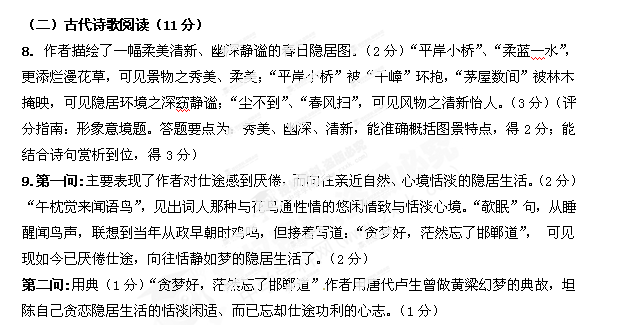 （二）古代诗歌阅读（11 分）
8. 作者描绘了一幅柔美清新、幽深静谧的春日隐居图。（2 分）“平岸小桥”、“柔蓝一水”，
更添烂漫花草，可见景物之秀美、柔美；“平岸小桥”被“千嶂”环抱，“茅屋数间”被林木
掩映，可见隐居环境之深窈静谧；“尘不到”、“春风扫”，可见风物之清新怡人。（3 分）（评
分指南：形象意境题。答题要点为：秀美、幽深、清新，能准确概括图景特点，得 2 分；能
结合诗句赏析到位，得 3 分）
9.第一问：主要表现了作者对仕途感到厌倦，而向往亲近自然、心境恬淡的隐居生活。（2 分）
“午枕觉来闻语鸟”，见出词人那种与花鸟通性情的悠闲情致与恬淡心境。“欹眠”句，从睡
醒闻鸟声，联想到当年从政早朝时鸡鸣，但接着写道：“贪梦好，茫然忘了邯郸道”， 可见
现如今已厌倦仕途，向往恬静如梦的隐居生活了。（2 分）
第二问：用典（1 分）“贪梦好，茫然忘了邯郸道”作者用唐代卢生曾做黄粱幻梦的典故，坦
陈自己贪恋隐居生活的恬淡闲语、而已忘却仕途功利的心志。（1 分）